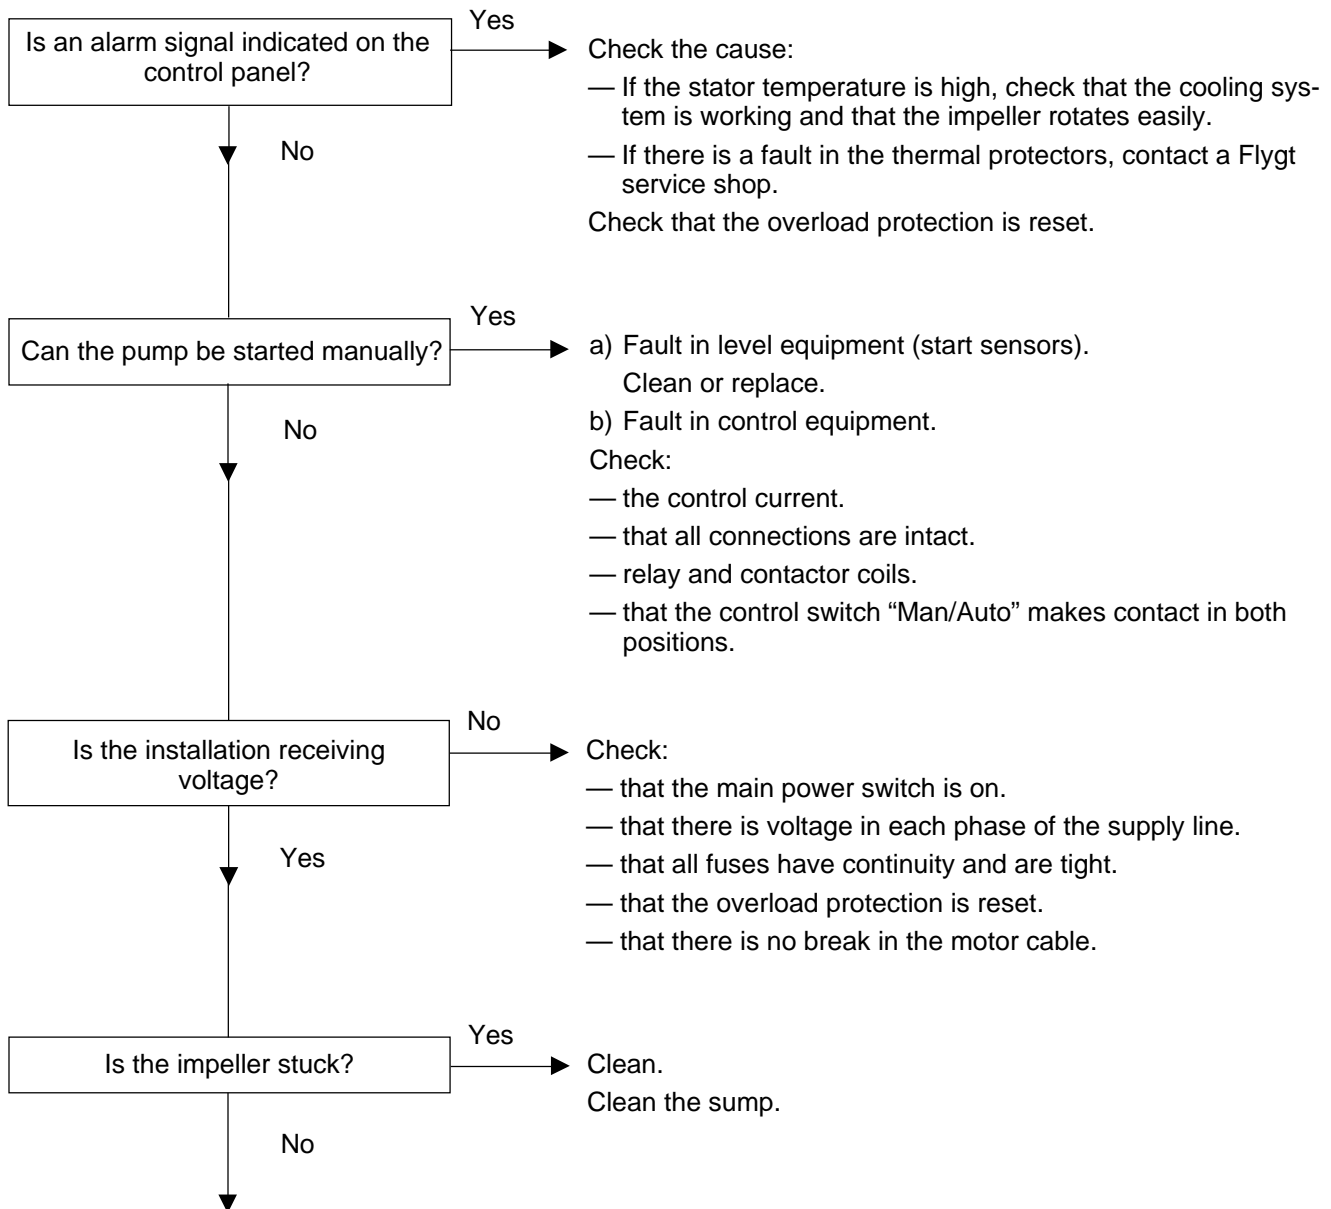 Is an alarm signal indicated on the
control panel?
Yes
Check the cause:
— If the stator temperature is high, check that the cooling sys-
tem is working and that the impeller rotates easily.
— If there is a fault in the thermal protectors, contact a Flygt
service shop.
Check that the overload protection is reset.
No
Can the pump be started manually?
Yes
a) Fault in level equipment (start sensors).
Clean or replace.
b) Fault in control equipment.
Check:
— the control current.
— that all connections are intact.
— relay and contactor coils.
— that the control switch “Man/Auto” makes contact in both
positions.
No
Is the installation receiving
voltage?
No
Check:
— that the main power switch is on.
— that there is voltage in each phase of the supply line.
— that all fuses have continuity and are tight.
— that the overload protection is reset.
— that there is no break in the motor cable.
Yes
Is the impeller stuck?
Yes
Clean.
Clean the sump.
No